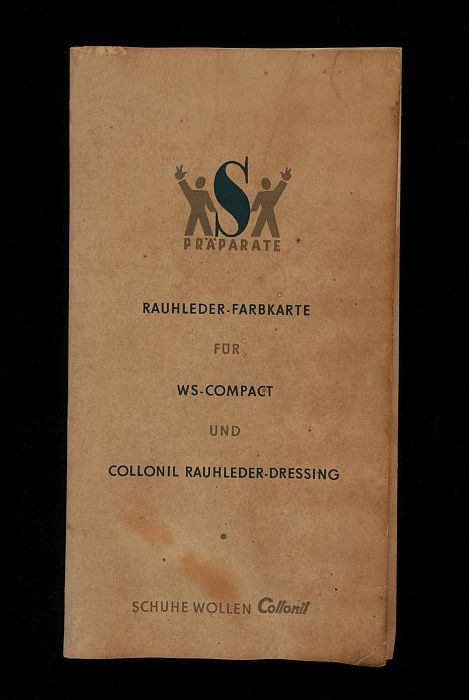 S
PRÄPARATE
RAUHLEDER-FARBKARTE
FÜR
WS-COMPACT
UND
COLLONIL RAUHLEDER-DRESSING
SCHUHE WOLLEN Collonil